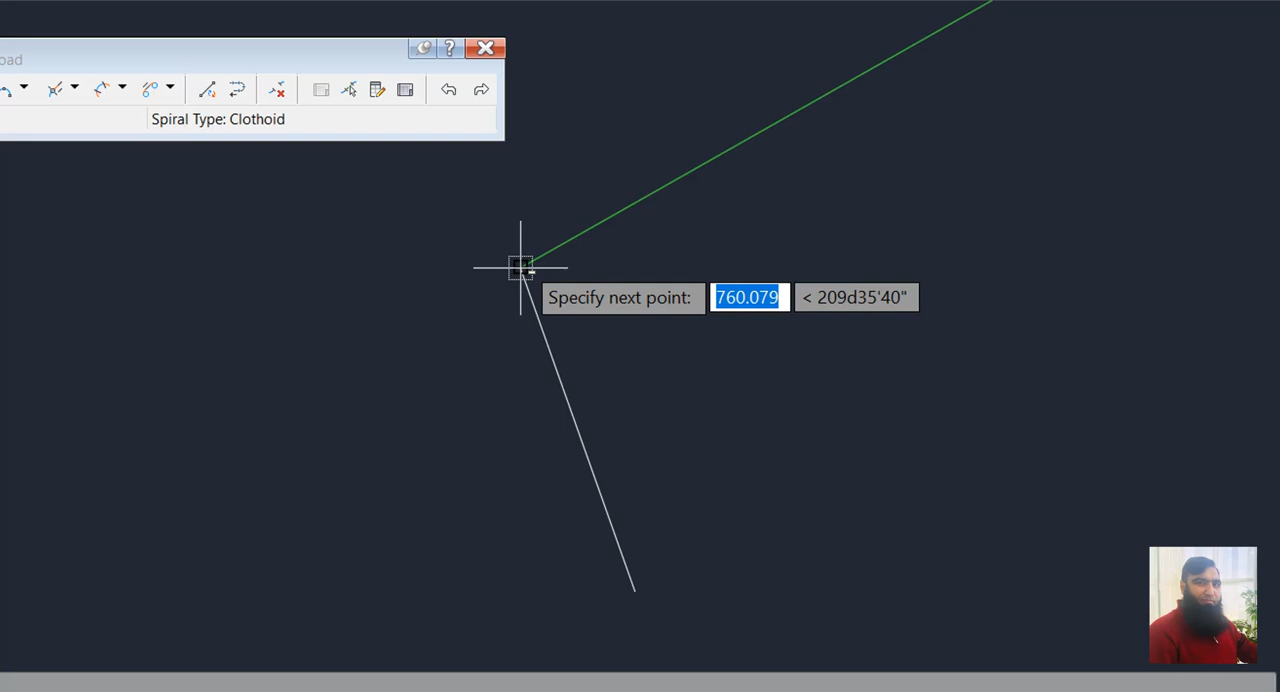 oad
?
Spiral Type: Clothoid
Specify next point: 760.079 < 209d35'40"